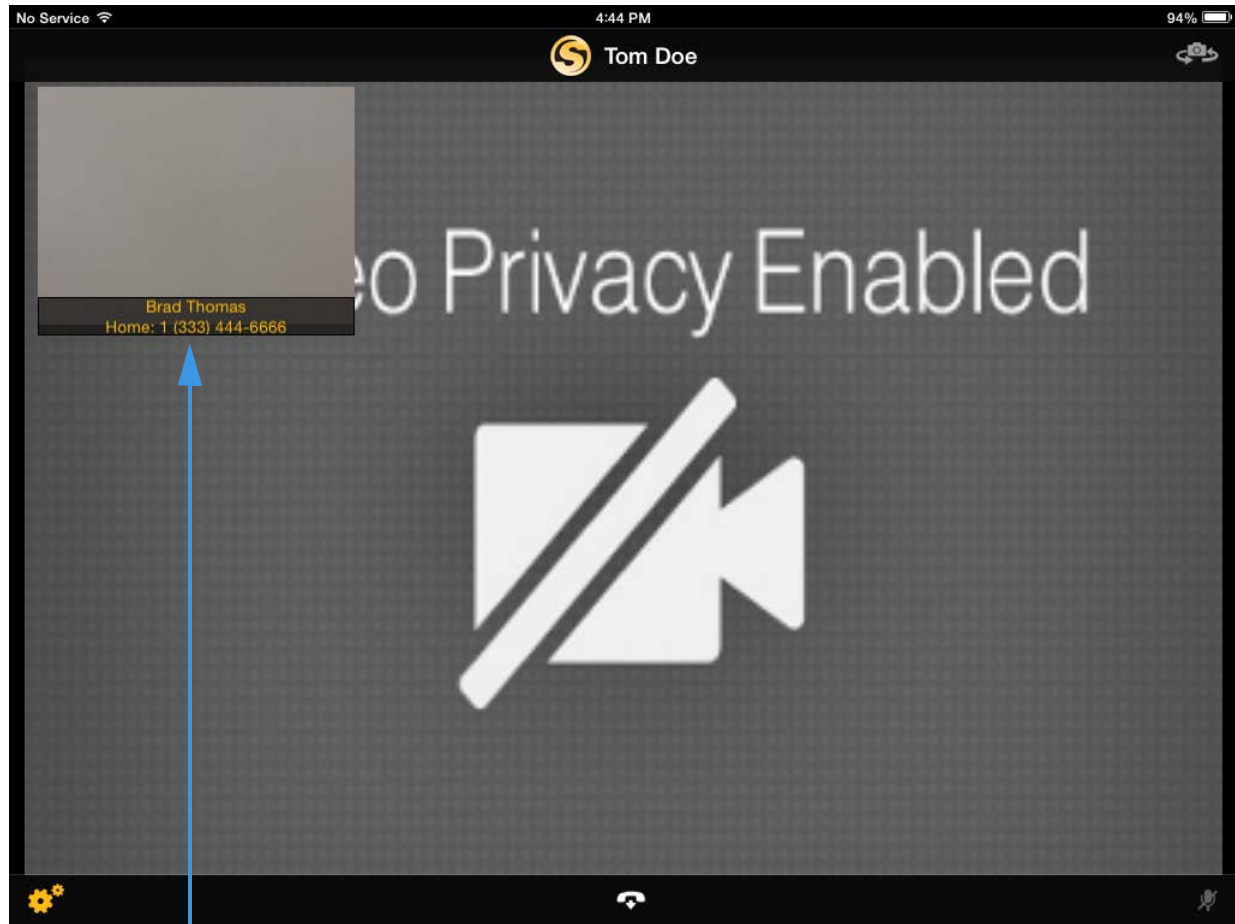 No Service 4:44 PM 94%
Tom Doe
eo Privacy Enabled
Brad Thomas
Home: 1 (333) 444-6666